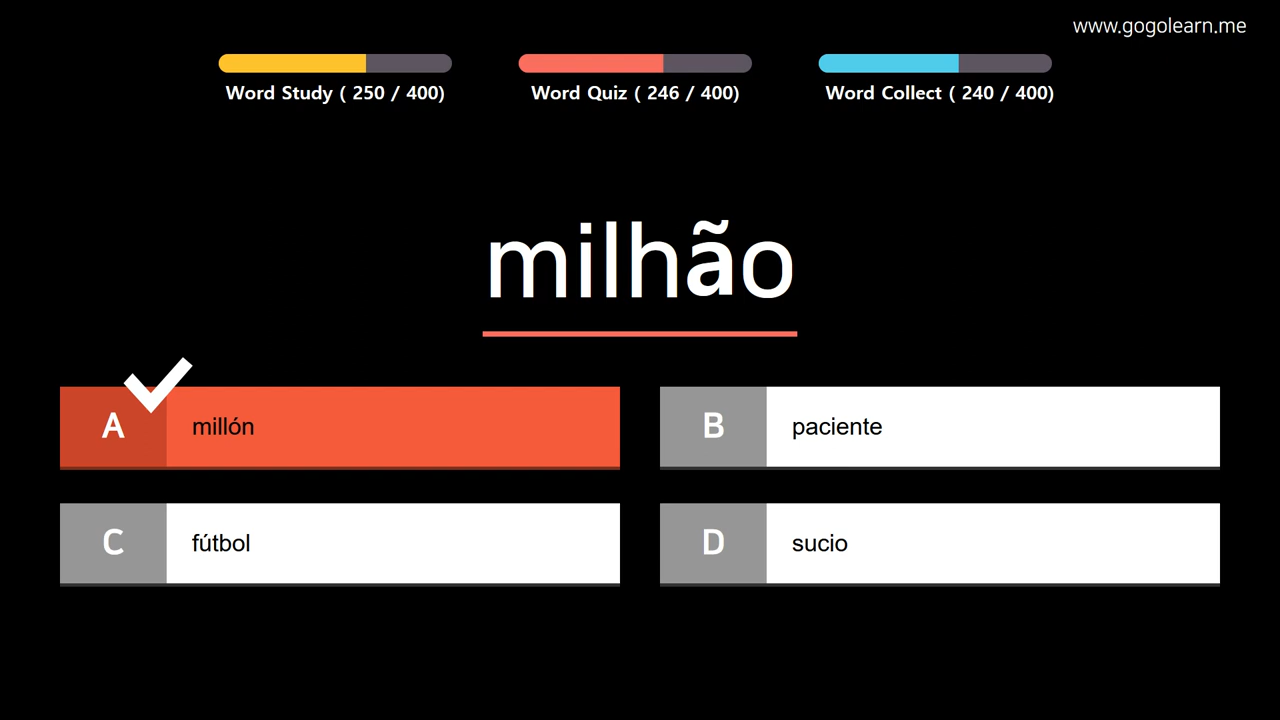 www.gogolearn.me
Word Study ( 250 / 400)
Word Quiz ( 246 / 400)
Word Collect ( 240 / 400)
milhão
A millón
B paciente
C fútbol
D sucio